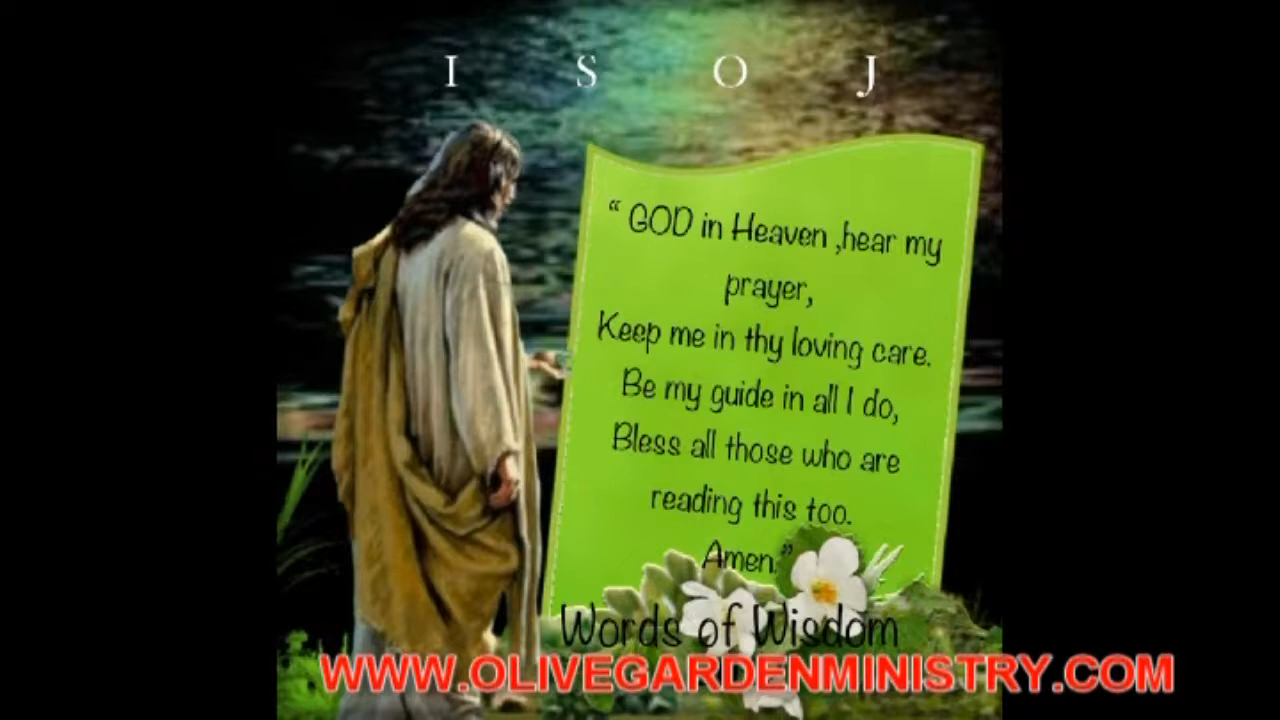 I S O J
“ GOD in Heaven ,hear my
prayer,
Keep me in thy loving care.
Be my guide in all I do,
Bless all those who are
reading this too.
Amen.”
Words of Wisdom
WWW.OLIVEGARDENMINISTRY.COM